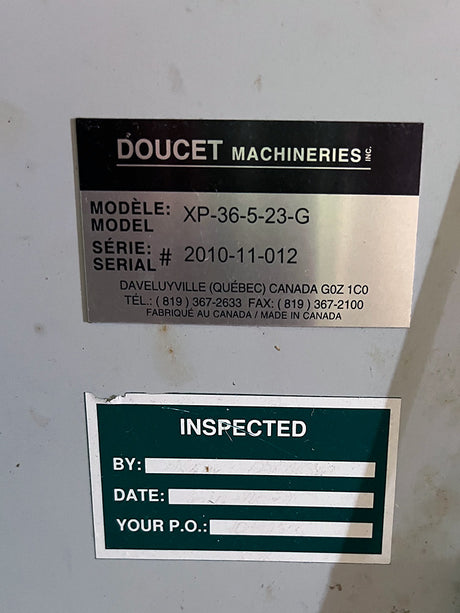 DOUCET MACHINERIES INC.
MODÈLE: XP-36-5-23-G
MODEL
SÉRIE: # 2010-11-012
SERIAL
DAVELUYVILLE (QUÉBEC) CANADA G0Z 1C0
TÉL.: ( 819 ) 367-2633 FAX: ( 819 ) 367-2100
FABRIQUÉ AU CANADA / MADE IN CANADA
INSPECTED
BY:
DATE:
YOUR P.O.: